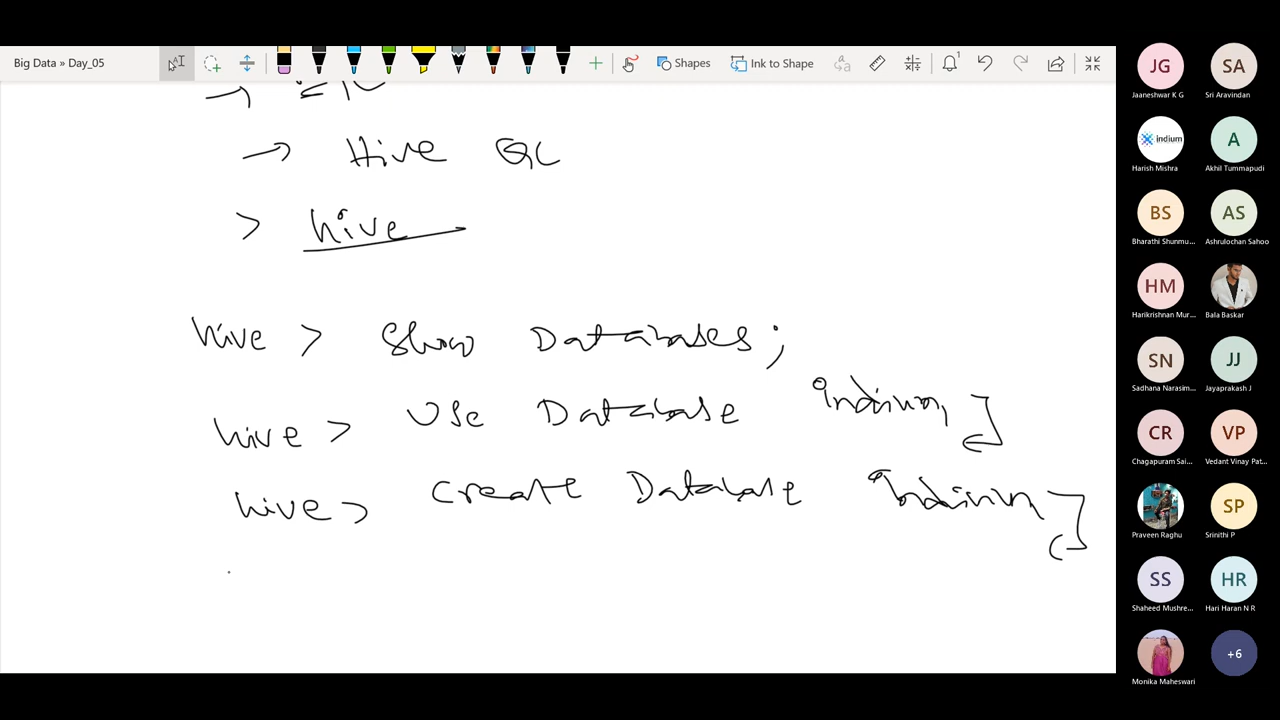 Big Data » Day_05
Shapes
Ink to Shape
1
→
→ Hive QL
> hive
hive > Show Databases;
hive > Use Database indium;
hive > Create Database Indium;
JG
Jaaneshwar K G
SA
Sri Aravindan
indium
Harish Mishra
A
Akhil Tummapudi
BS
Bharathi Shunmu...
AS
Ashrulochan Sahoo
HM
Harikrishnan Mur...
Bala Baskar
SN
Sadhana Narasim...
JJ
Jayaprakash J
CR
Chagapuram Sai...
VP
Vedant Vinay Pat...
Praveen Raghu
SP
Srinithi P
SS
Shaheed Mushre...
HR
Hari Haran N R
Monika Maheswari
+6